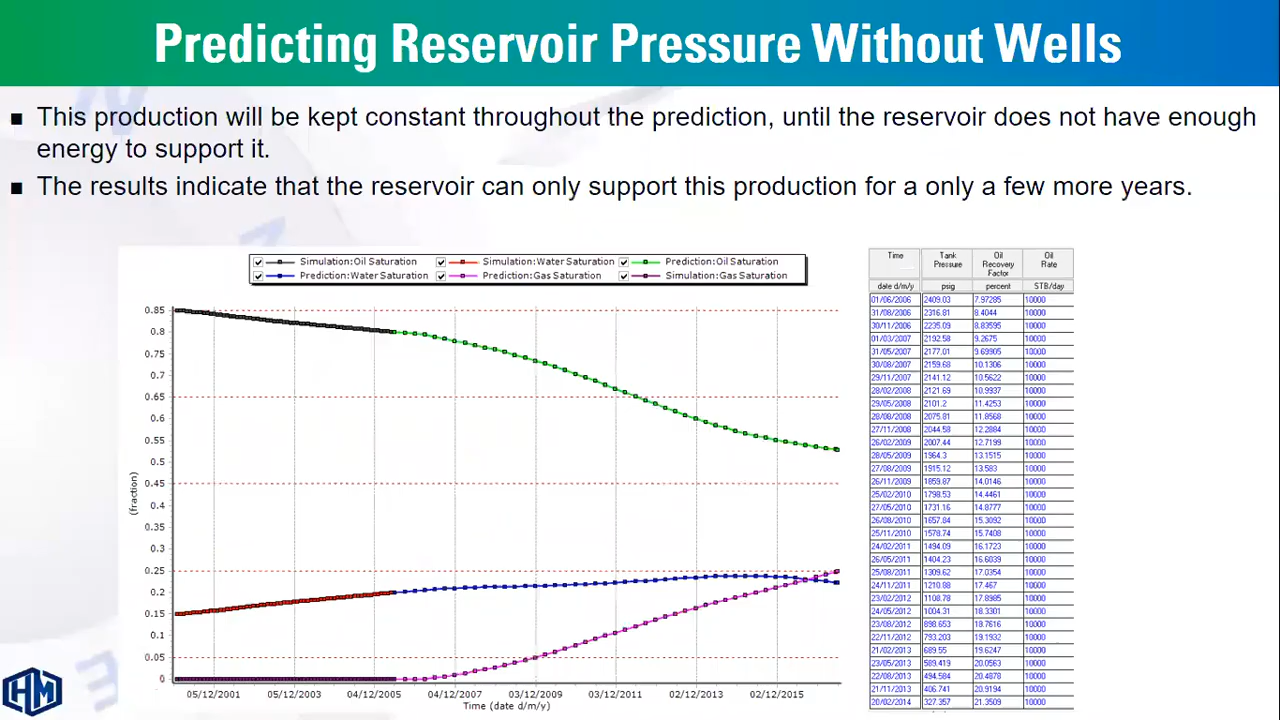 Predicting Reservoir Pressure Without Wells
■ This production will be kept constant throughout the prediction, until the reservoir does not have enough
energy to support it.
■ The results indicate that the reservoir can only support this production for a only a few more years.
Simulation:Oil Saturation Simulation:Water Saturation Prediction:Oil Saturation
Prediction:Water Saturation Prediction:Gas Saturation Simulation:Gas Saturation
0.85
0.8
0.75
0.7
0.65
0.6
0.55
0.5
0.45
0.4
0.35
0.3
0.25
0.2
0.15
0.1
0.05
0
(fraction)
05/12/2001 05/12/2003 04/12/2005 04/12/2007 03/12/2009 03/12/2011 02/12/2013 02/12/2015
Time (date d/m/y)
Time Tank Pressure Oil Recovery Factor Oil Rate
date d/m/y psig percent STB/day
01/06/2006 2409.03 7.97285 10000
31/08/2006 2316.81 8.4044 10000
30/11/2006 2235.09 8.83595 10000
01/03/2007 2192.58 9.2675 10000
31/05/2007 2177.01 9.69905 10000
30/08/2007 2159.68 10.1306 10000
29/11/2007 2141.12 10.5622 10000
28/02/2008 2121.69 10.9937 10000
29/05/2008 2101.2 11.4253 10000
28/08/2008 2075.81 11.8568 10000
27/11/2008 2044.58 12.2884 10000
26/02/2009 2007.44 12.7199 10000
28/05/2009 1964.3 13.1515 10000
27/08/2009 1915.12 13.583 10000
26/11/2009 1859.87 14.0146 10000
25/02/2010 1798.53 14.4461 10000
27/05/2010 1731.16 14.8777 10000
26/08/2010 1657.84 15.3092 10000
25/11/2010 1578.74 15.7408 10000
24/02/2011 1494.09 16.1723 10000
26/05/2011 1404.23 16.6039 10000
25/08/2011 1309.62 17.0354 10000
24/11/2011 1210.88 17.467 10000
23/02/2012 1108.78 17.8985 10000
24/05/2012 1004.31 18.3301 10000
23/08/2012 898.653 18.7616 10000
22/11/2012 793.203 19.1932 10000
21/02/2013 689.55 19.6247 10000
23/05/2013 589.419 20.0563 10000
22/08/2013 494.584 20.4878 10000
21/11/2013 406.741 20.9194 10000
20/02/2014 327.357 21.3509 10000
HM